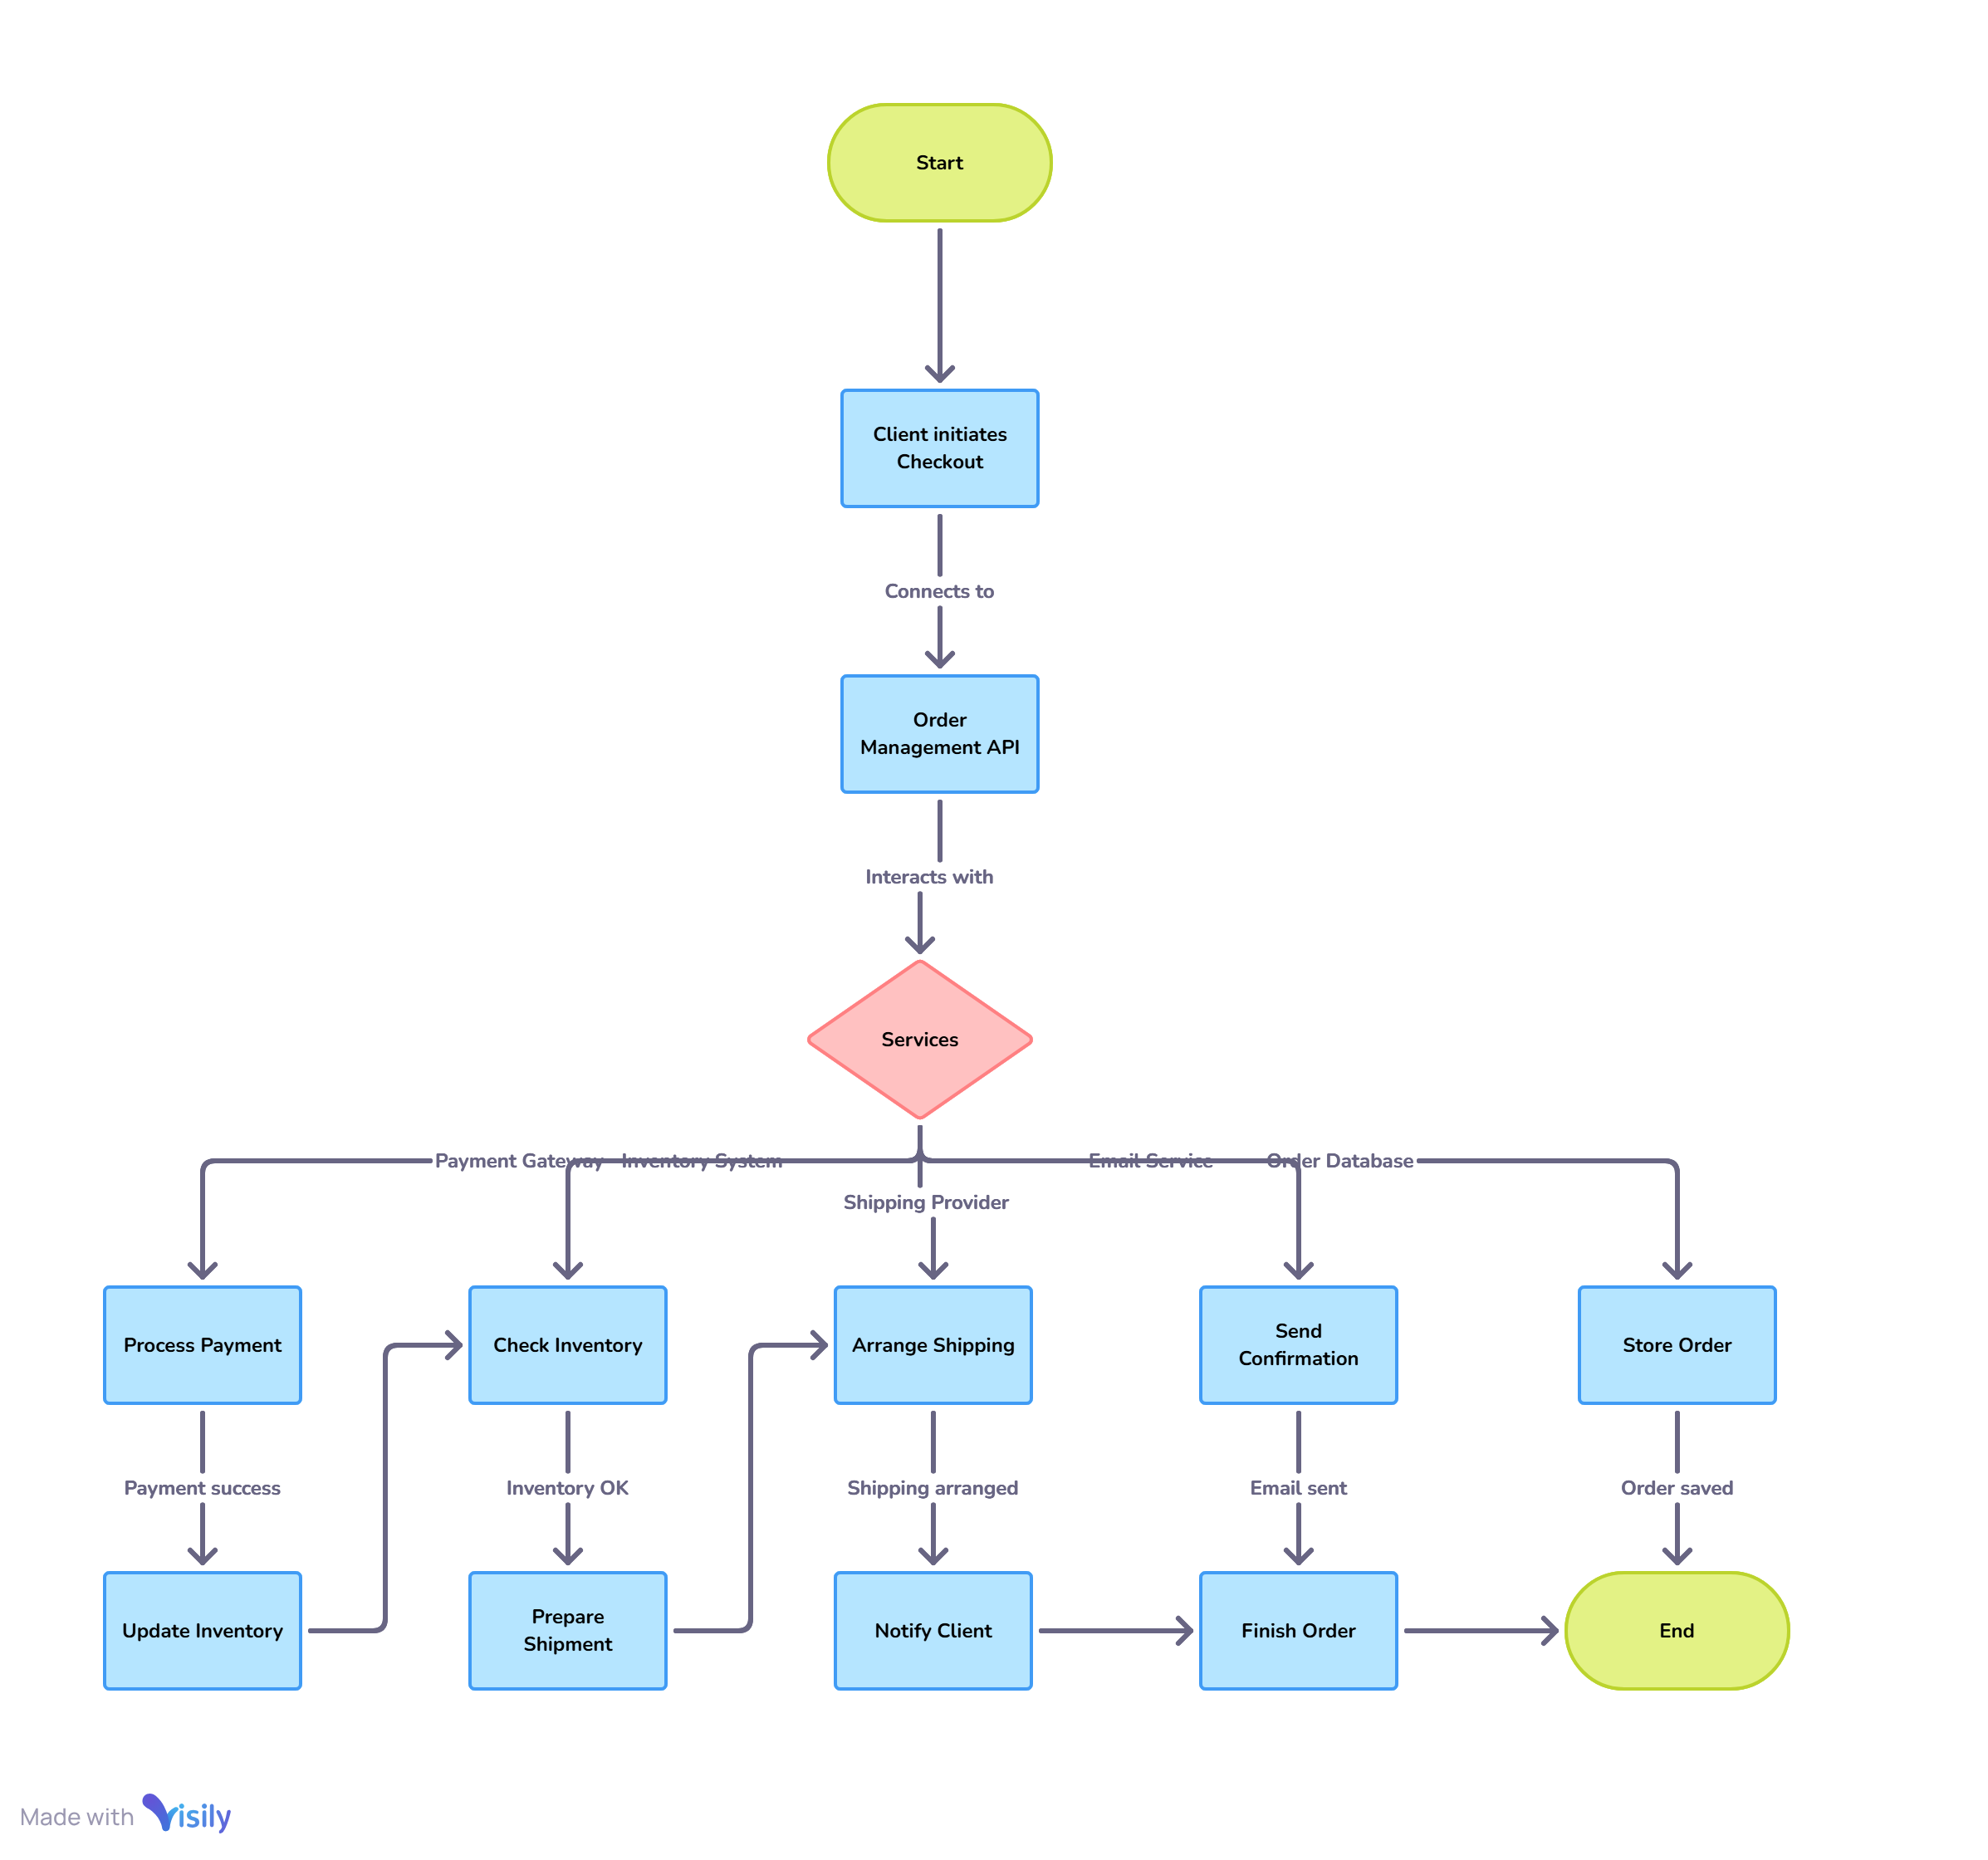 Start
Client initiates
Checkout
Connects to
Order
Management API
Interacts with
Services
Payment Gateway
Inventory System
Email Service
Order Database
Shipping Provider
Process Payment
Check Inventory
Arrange Shipping
Send
Confirmation
Store Order
Payment success
Inventory OK
Shipping arranged
Email sent
Order saved
Update Inventory
Prepare
Shipment
Notify Client
Finish Order
End
Made with Visily